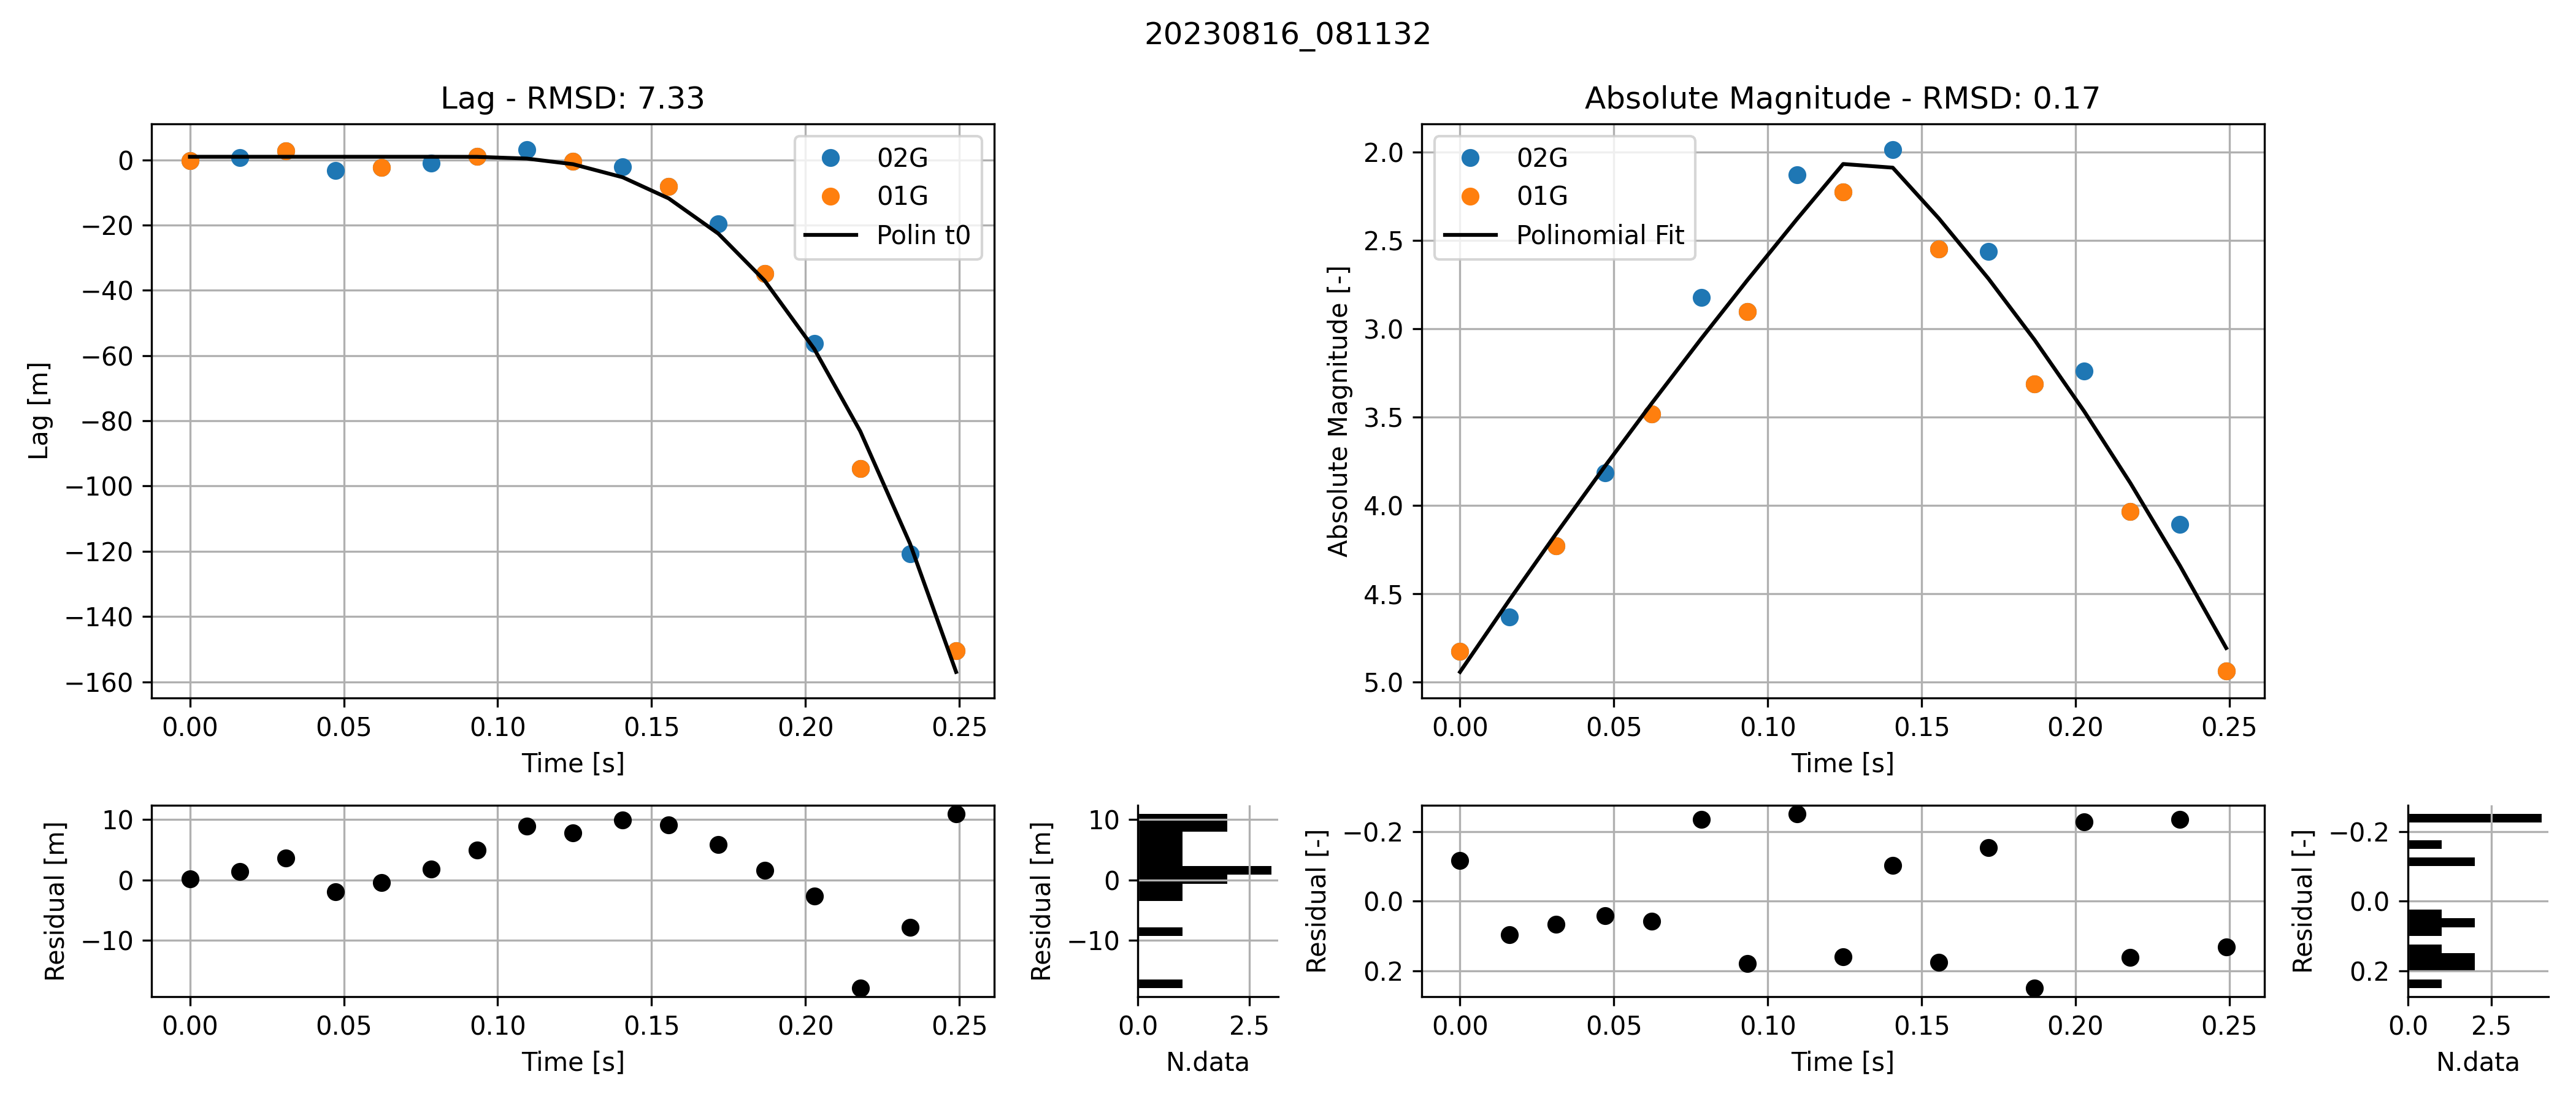 20230816_081132
Lag - RMSD: 7.33
02G
01G
Polin t0
0
−20
−40
−60
−80
−100
−120
−140
−160
Lag [m]
0.00 0.05 0.10 0.15 0.20 0.25
Time [s]
Absolute Magnitude - RMSD: 0.17
02G
01G
Polinomial Fit
2.0
2.5
3.0
3.5
4.0
4.5
5.0
Absolute Magnitude [-]
0.00 0.05 0.10 0.15 0.20 0.25
Time [s]
10
0
−10
Residual [m]
0.00 0.05 0.10 0.15 0.20 0.25
Time [s]
10
0
−10
Residual [m]
0.0 2.5
N.data
−0.2
0.0
0.2
Residual [-]
0.00 0.05 0.10 0.15 0.20 0.25
Time [s]
−0.2
0.0
0.2
Residual [-]
0.0 2.5
N.data